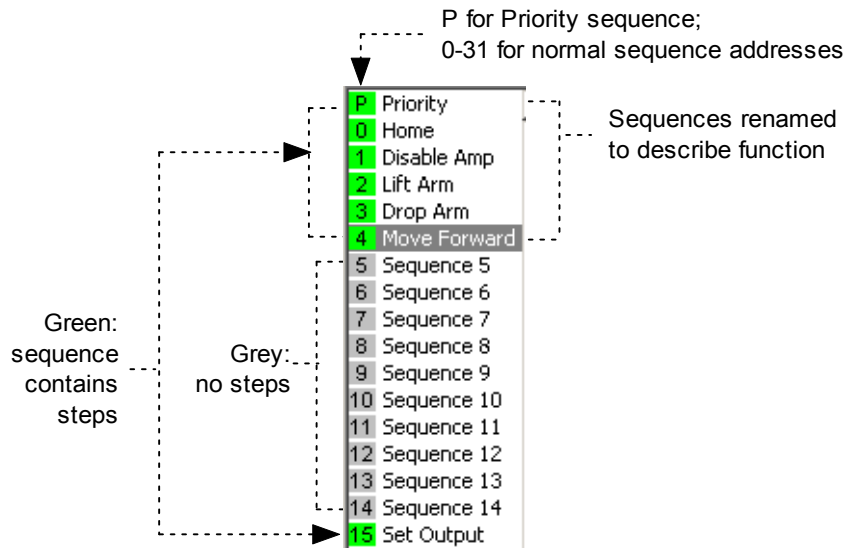 P for Priority sequence;
0-31 for normal sequence addresses
P Priority
0 Home
1 Disable Amp
2 Lift Arm
3 Drop Arm
4 Move Forward
5 Sequence 5
6 Sequence 6
7 Sequence 7
8 Sequence 8
9 Sequence 9
10 Sequence 10
11 Sequence 11
12 Sequence 12
13 Sequence 13
14 Sequence 14
15 Set Output
Sequences renamed
to describe function
Green:
sequence
contains
steps
Grey:
no steps